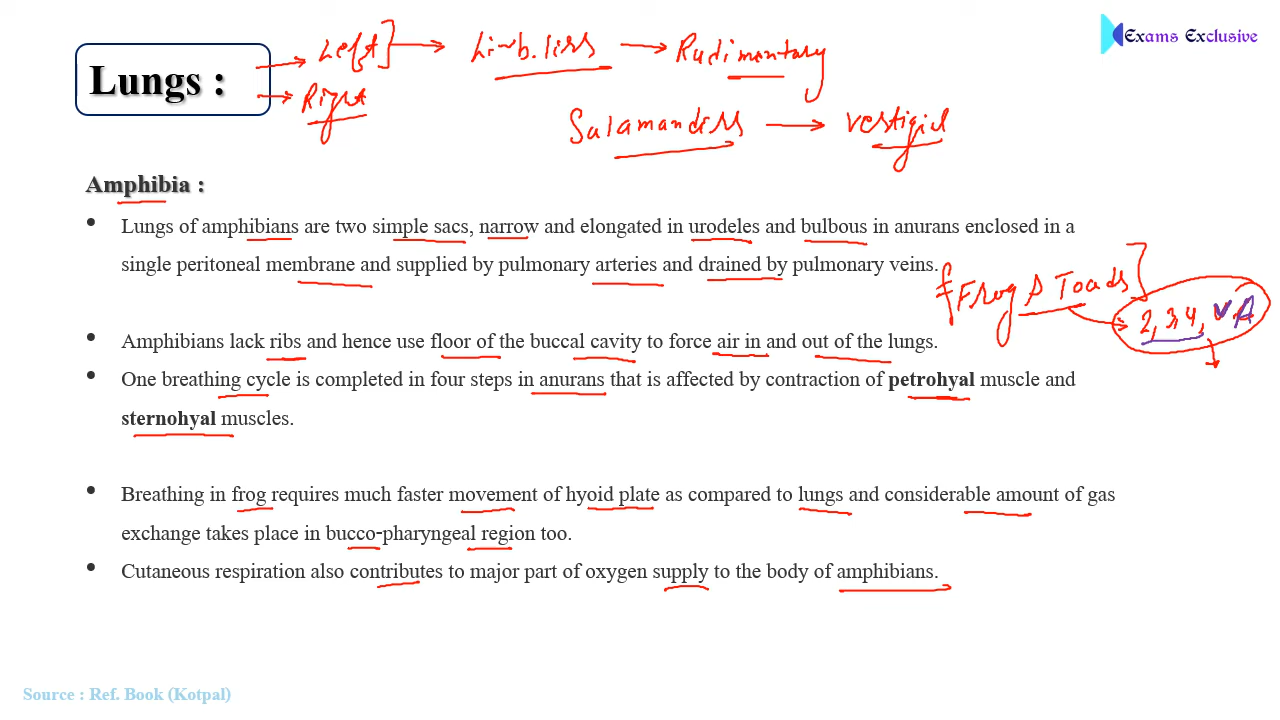 Exams Exclusive
Lungs :
Left
Right
Limbless
Rudimentary
Salamanders
Amphibia :
• Lungs of amphibians are two simple sacs, narrow and elongated in urodeles and bulbous in anurans enclosed in a
single peritoneal membrane and supplied by pulmonary arteries and drained by pulmonary veins.
Frog & Toads
2, 3, 4, VA
• Amphibians lack ribs and hence use floor of the buccal cavity to force air in and out of the lungs.
• One breathing cycle is completed in four steps in anurans that is affected by contraction of petrohyal muscle and
sternohyal muscles.
• Breathing in frog requires much faster movement of hyoid plate as compared to lungs and considerable amount of gas
exchange takes place in bucco-pharyngeal region too.
• Cutaneous respiration also contributes to major part of oxygen supply to the body of amphibians.
Source : Ref. Book (Kotpal)